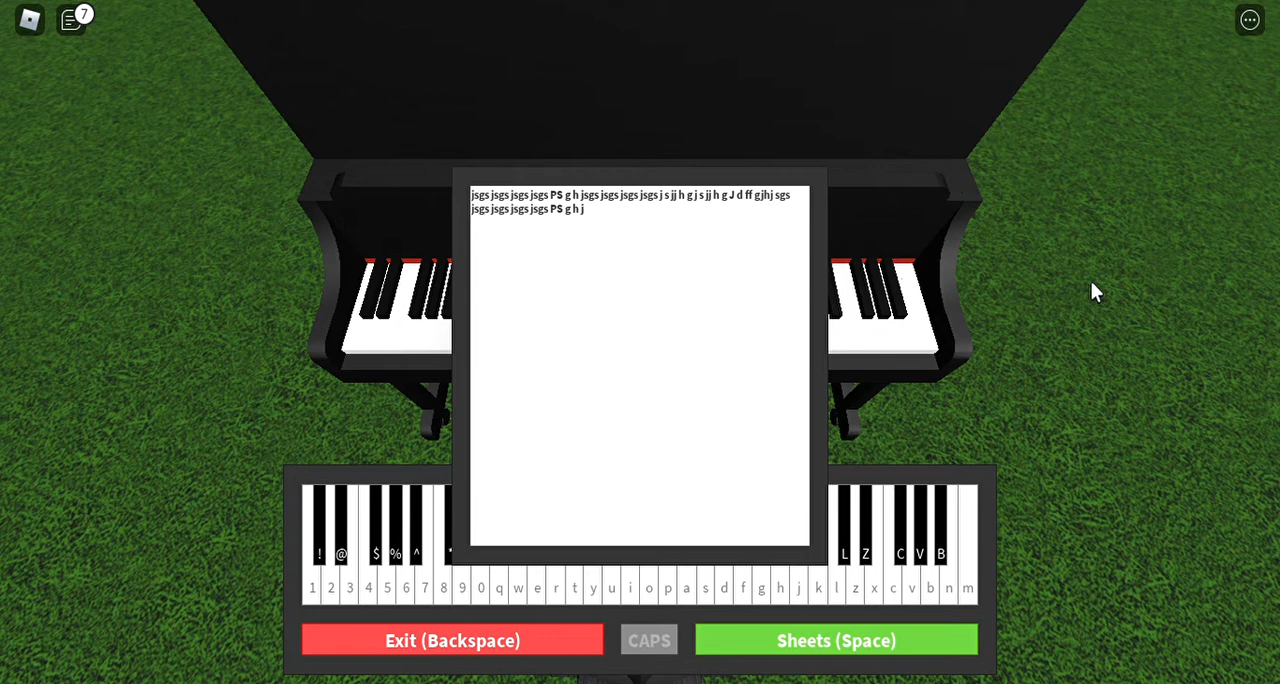 7
jsgs jsgs jsgs jsgs PS g h jsgs jsgs jsgs jsgs j s jj h g j s jj h g J d ff gjhj sgs
jsgs jsgs jsgs jsgs PS g h j
! @ $ % ^ * L Z C V B
1 2 3 4 5 6 7 8 9 0 q w e r t y u i o p a s d f g h j k l z x c v b n m
Exit (Backspace) CAPS Sheets (Space)